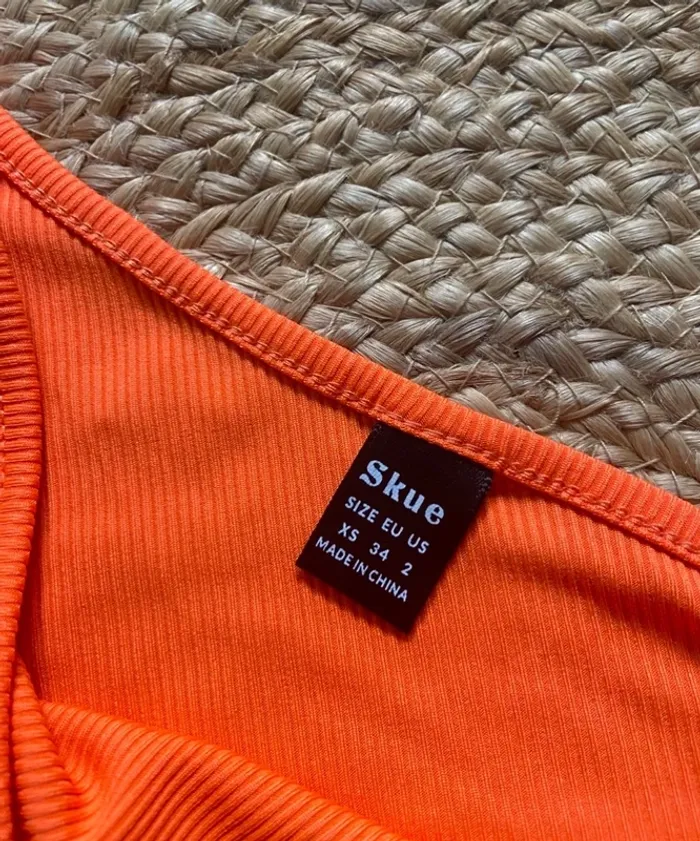 Skue
SIZE EU US
XS 34 2
MADE IN CHINA